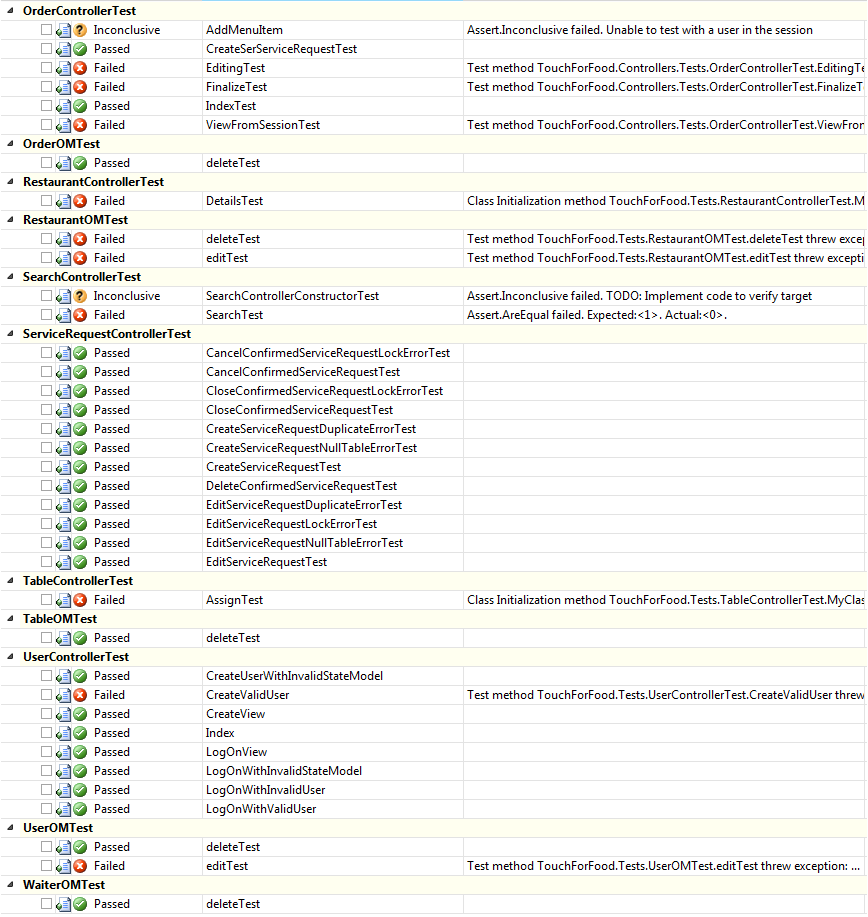 OrderControllerTest
Inconclusive AddMenuItem Assert.Inconclusive failed. Unable to test with a user in the session
Passed CreateSerServiceRequestTest
Failed EditingTest Test method TouchForFood.Controllers.Tests.OrderControllerTest.EditingTe
Failed FinalizeTest Test method TouchForFood.Controllers.Tests.OrderControllerTest.FinalizeT
Passed IndexTest
Failed ViewFromSessionTest Test method TouchForFood.Controllers.Tests.OrderControllerTest.ViewFrom
OrderOMTest
Passed deleteTest
RestaurantControllerTest
Failed DetailsTest Class Initialization method TouchForFood.Tests.RestaurantControllerTest.M
RestaurantOMTest
Failed deleteTest Test method TouchForFood.Tests.RestaurantOMTest.deleteTest threw excep
Failed editTest Test method TouchForFood.Tests.RestaurantOMTest.editTest threw excepti
SearchControllerTest
Inconclusive SearchControllerConstructorTest Assert.Inconclusive failed. TODO: Implement code to verify target
Failed SearchTest Assert.AreEqual failed. Expected:<1>. Actual:<0>.
ServiceRequestControllerTest
Passed CancelConfirmedServiceRequestLockErrorTest
Passed CancelConfirmedServiceRequestTest
Passed CloseConfirmedServiceRequestLockErrorTest
Passed CloseConfirmedServiceRequestTest
Passed CreateServiceRequestDuplicateErrorTest
Passed CreateServiceRequestNullTableErrorTest
Passed CreateServiceRequestTest
Passed DeleteConfirmedServiceRequestTest
Passed EditServiceRequestDuplicateErrorTest
Passed EditServiceRequestLockErrorTest
Passed EditServiceRequestNullTableErrorTest
Passed EditServiceRequestTest
TableControllerTest
Failed AssignTest Class Initialization method TouchForFood.Tests.TableControllerTest.MyClas
TableOMTest
Passed deleteTest
UserControllerTest
Passed CreateUserWithInvalidStateModel
Failed CreateValidUser Test method TouchForFood.Tests.UserControllerTest.CreateValidUser threw
Passed CreateView
Passed Index
Passed LogOnView
Passed LogOnWithInvalidStateModel
Passed LogOnWithInvalidUser
Passed LogOnWithValidUser
UserOMTest
Passed deleteTest
Failed editTest Test method TouchForFood.Tests.UserOMTest.editTest threw exception: ...
WaiterOMTest
Passed deleteTest